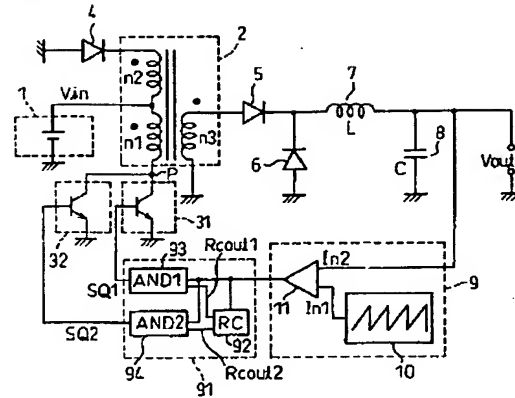 4
2
n2
Vin
1
n1
n3
5
7
L
6
C
8
Vout
P
32
31
93
Rcout1
SQ1
AND1
11
In2
In1
9
SQ2
AND2
RC
92
94
Rcout2
91
10